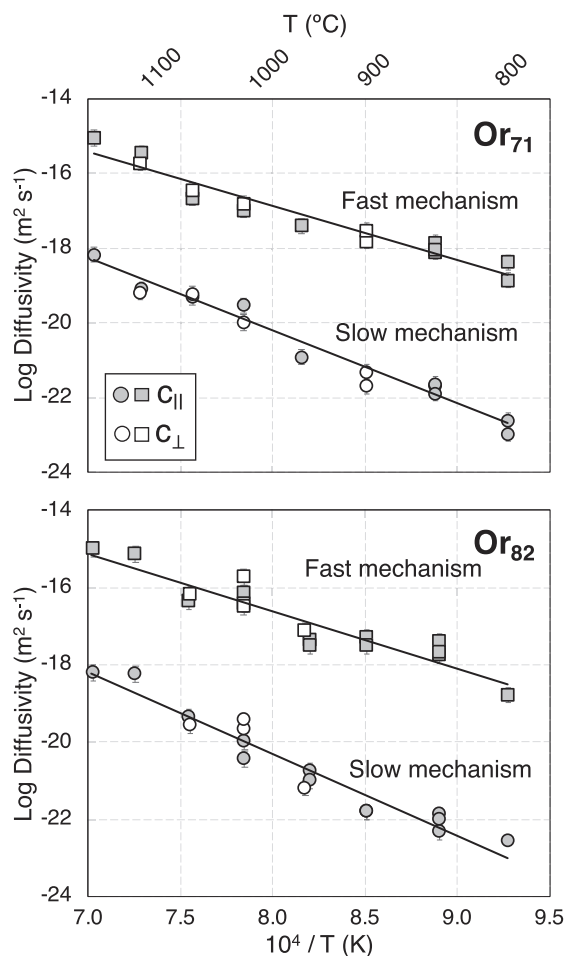 T (ºC)
1100 1000 900 800
-14
Or71
-16
Fast mechanism
-18
Log Diffusivity (m² s⁻¹)
-20
Slow mechanism
-22
C||
C⊥
-24
-14
Or82
Fast mechanism
-16
-18
Log Diffusivity (m² s⁻¹)
-20
Slow mechanism
-22
-24
7.0 7.5 8.0 8.5 9.0 9.5
10⁴ / T (K)